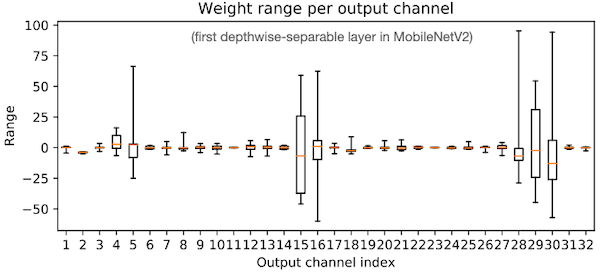 Weight range per output channel
(first depthwise-separable layer in MobileNetV2)
100
75
50
25
0
−25
−50
Range
1 2 3 4 5 6 7 8 9 10 11 12 13 14 15 16 17 18 19 20 21 22 23 24 25 26 27 28 29 30 31 32
Output channel index